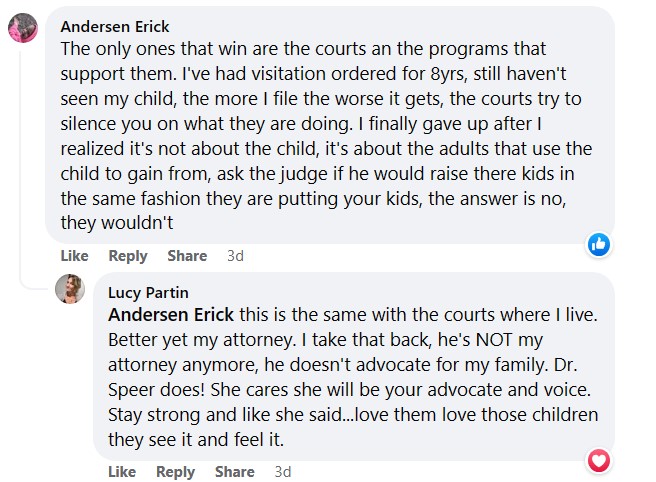 Andersen Erick
The only ones that win are the courts an the programs that
support them. I've had visitation ordered for 8yrs, still haven't
seen my child, the more I file the worse it gets, the courts try to
silence you on what they are doing. I finally gave up after I
realized it's not about the child, it's about the adults that use the
child to gain from, ask the judge if he would raise there kids in
the same fashion they are putting your kids, the answer is no,
they wouldn't
Like Reply Share 3d
Lucy Partin
Andersen Erick this is the same with the courts where I live.
Better yet my attorney. I take that back, he's NOT my
attorney anymore, he doesn't advocate for my family. Dr.
Speer does! She cares she will be your advocate and voice.
Stay strong and like she said...love them love those children
they see it and feel it.
Like Reply Share 3d